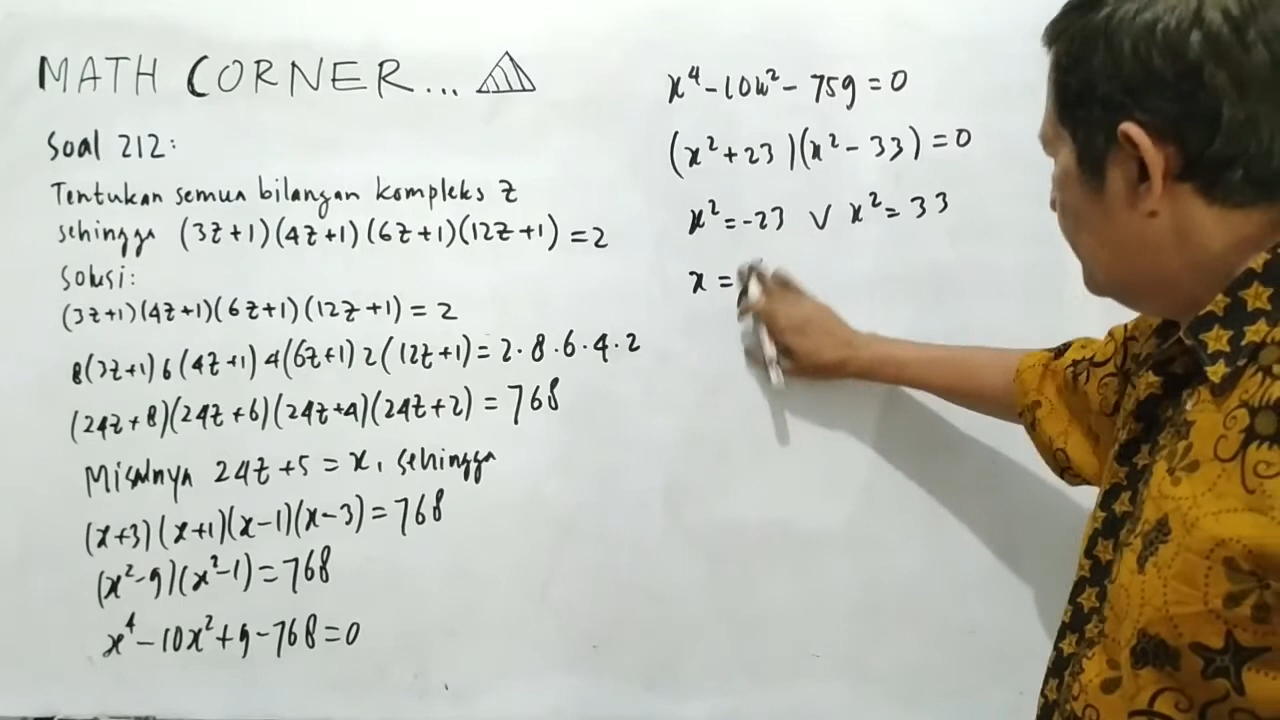 MATH CORNER...
Soal 212:
Tentukan semua bilangan kompleks z
sehingga (3z+1)(4z+1)(6z+1)(12z+1) = 2
Solusi:
(3z+1)(4z+1)(6z+1)(12z+1) = 2
8(3z+1) 6(4z+1) 4(6z+1) 2(12z+1) = 2·8·6·4·2
(24z+8)(24z+6)(24z+4)(24z+2) = 768
Misalnya 24z+5 = x, sehingga
(x+3)(x+1)(x-1)(x-3) = 768
(x²-9)(x²-1) = 768
x⁴-10x²+9-768=0
x⁴-10x²-759=0
(x²+23)(x²-33)=0
x²=-23 ∨ x²=33
x =